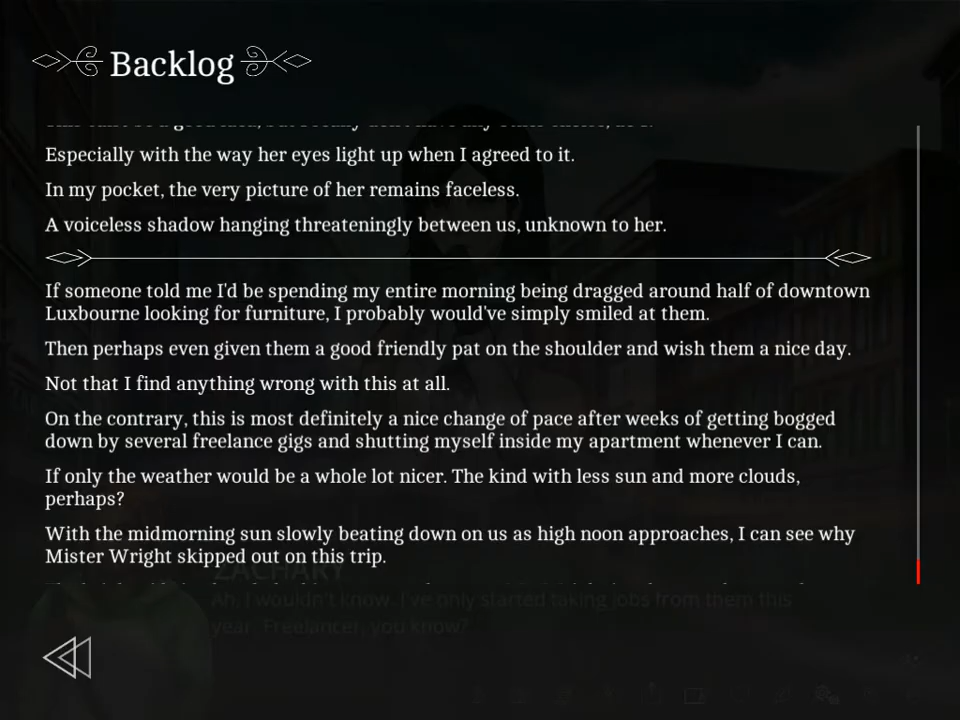 Backlog
Especially with the way her eyes light up when I agreed to it.
In my pocket, the very picture of her remains faceless.
A voiceless shadow hanging threateningly between us, unknown to her.
If someone told me I'd be spending my entire morning being dragged around half of downtown
Luxbourne looking for furniture, I probably would've simply smiled at them.
Then perhaps even given them a good friendly pat on the shoulder and wish them a nice day.
Not that I find anything wrong with this at all.
On the contrary, this is most definitely a nice change of pace after weeks of getting bogged
down by several freelance gigs and shutting myself inside my apartment whenever I can.
If only the weather would be a whole lot nicer. The kind with less sun and more clouds,
perhaps?
With the midmorning sun slowly beating down on us as high noon approaches, I can see why
Mister Wright skipped out on this trip.
ZACHARY
Ah, I wouldn't know. I've only started taking jobs from them this
year. Freelancer, you know?